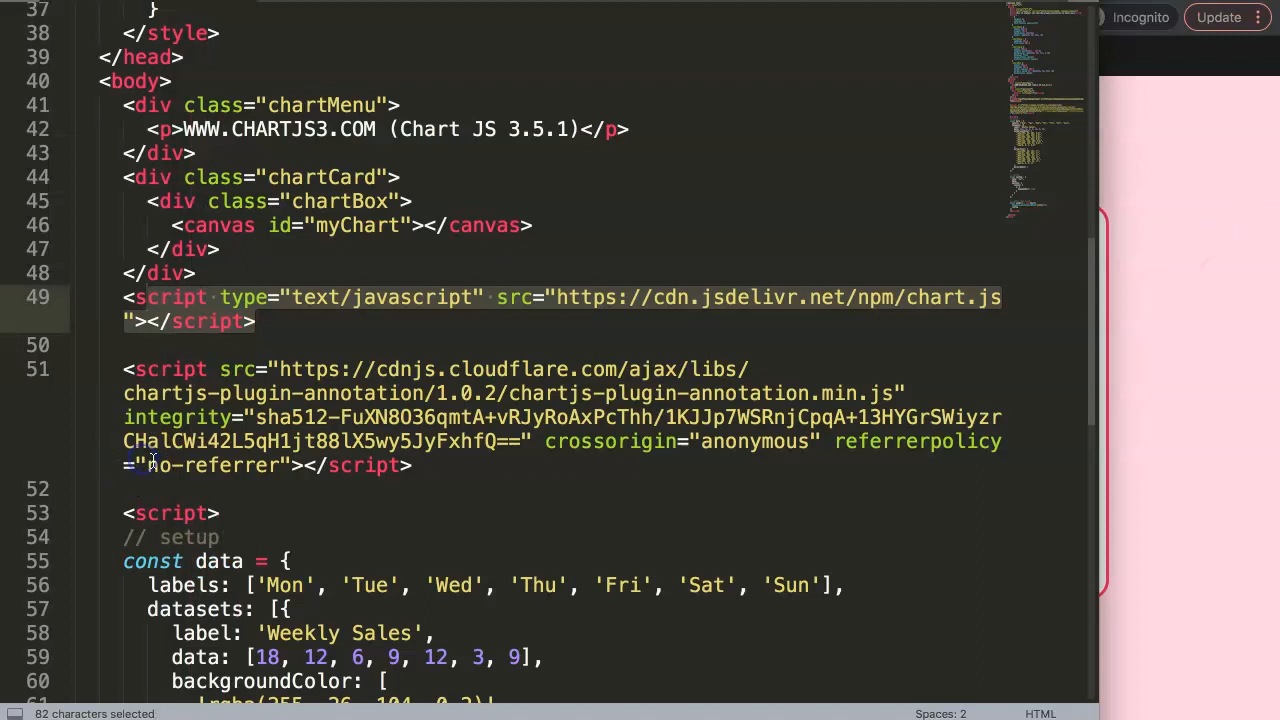 37 }
38 </style>
39 </head>
40 <body>
41 <div class="chartMenu">
42 <p>WWW.CHARTJS3.COM (Chart JS 3.5.1)</p>
43 </div>
44 <div class="chartCard">
45 <div class="chartBox">
46 <canvas id="myChart"></canvas>
47 </div>
48 </div>
49 <script type="text/javascript" src="https://cdn.jsdelivr.net/npm/chart.js
"></script>
50
51 <script src="https://cdnjs.cloudflare.com/ajax/libs/
chartjs-plugin-annotation/1.0.2/chartjs-plugin-annotation.min.js"
integrity="sha512-FuXN8O36qmtA+vRJyRoAxPcThh/1KJJp7WSRnjCpqA+13HYGrSWiyzr
CHalCWi42L5qH1jt88lX5wy5JyFxhfQ==" crossorigin="anonymous" referrerpolicy
="no-referrer"></script>
52
53 <script>
54 // setup
55 const data = {
56 labels: ['Mon', 'Tue', 'Wed', 'Thu', 'Fri', 'Sat', 'Sun'],
57 datasets: [{
58 label: 'Weekly Sales',
59 data: [18, 12, 6, 9, 12, 3, 9],
60 backgroundColor: [
82 characters selected
Spaces: 2
HTML
Incognito
Update